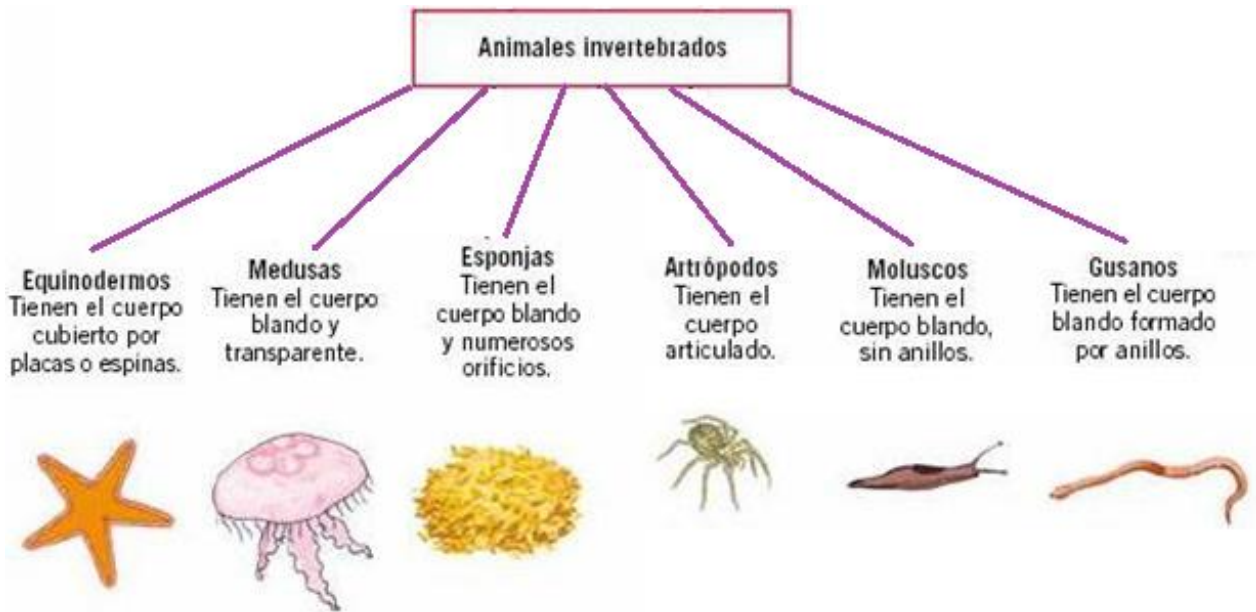 Animales invertebrados
Equinodermos
Tienen el cuerpo
cubierto por
placas o espinas.
Medusas
Tienen el cuerpo
blando y
transparente.
Esponjas
Tienen el
cuerpo blando
y numerosos
orificios.
Artrópodos
Tienen el
cuerpo
articulado.
Moluscos
Tienen el
cuerpo blando,
sin anillos.
Gusanos
Tienen el cuerpo
blando formado
por anillos.